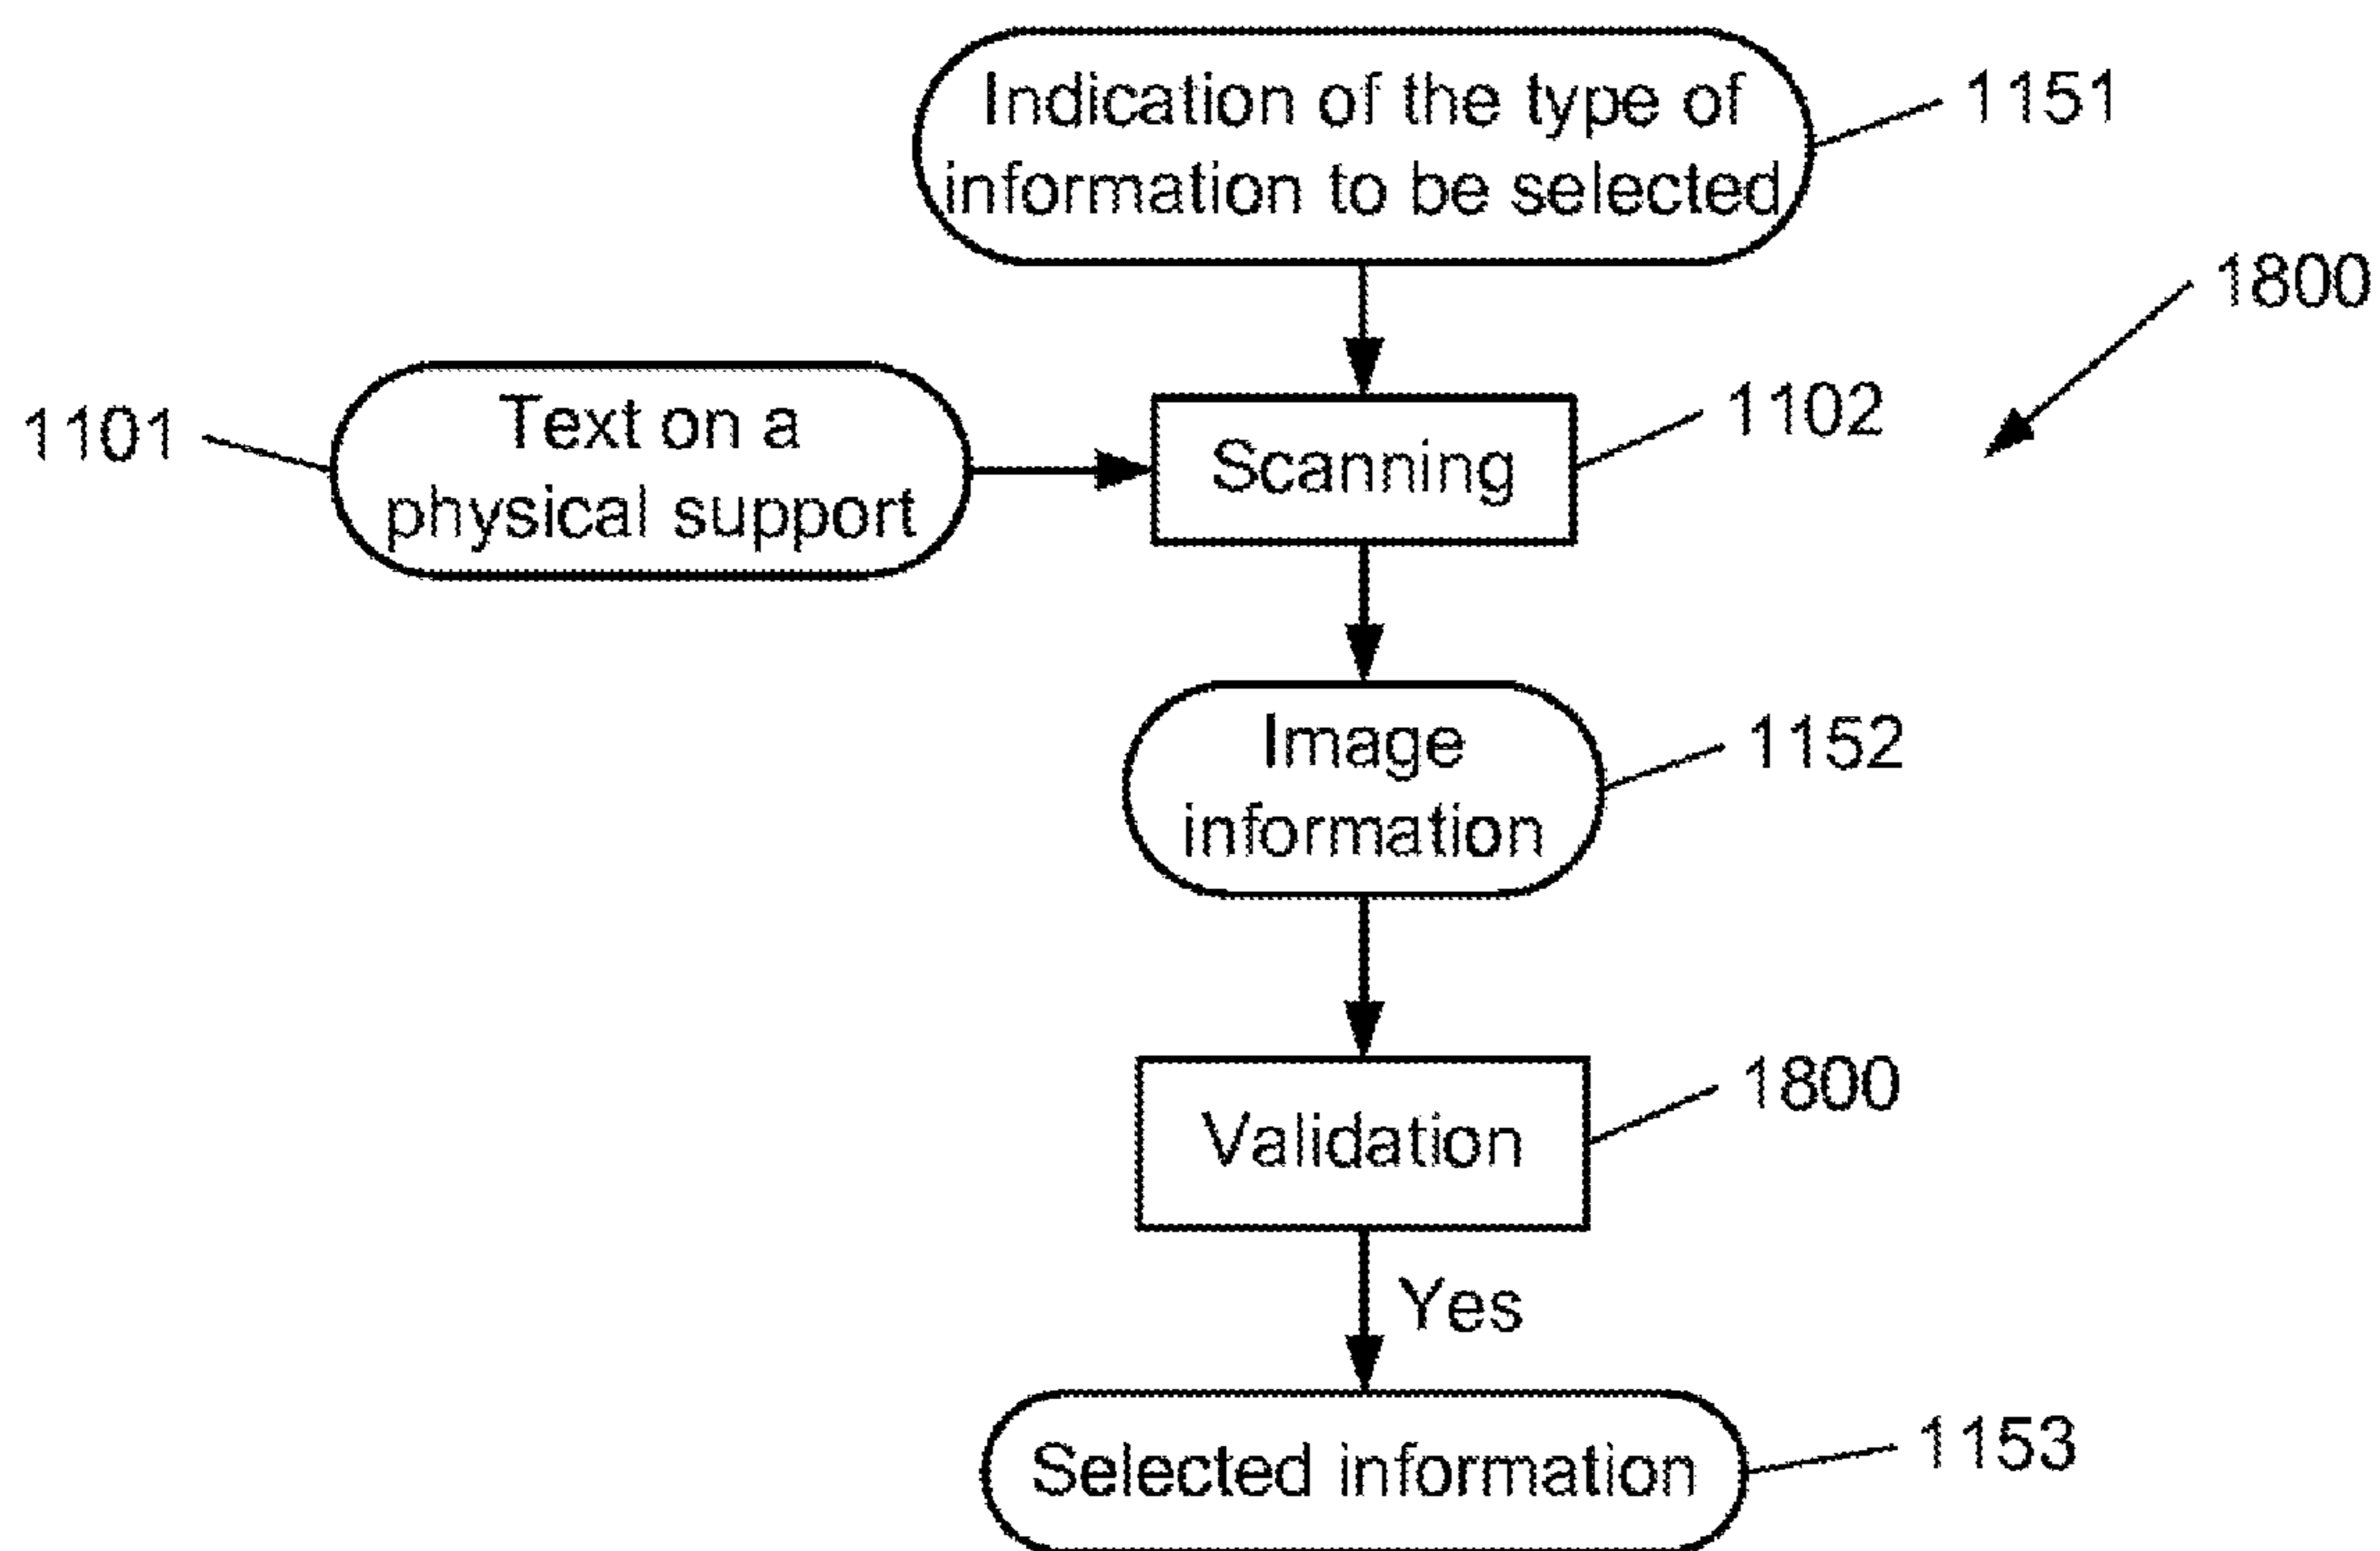 Indication of the type of
information to be selected
1151
1800
1101
Text on a
physical support
Scanning
1102
Image
information
1152
Validation
1800
Yes
Selected information
1153